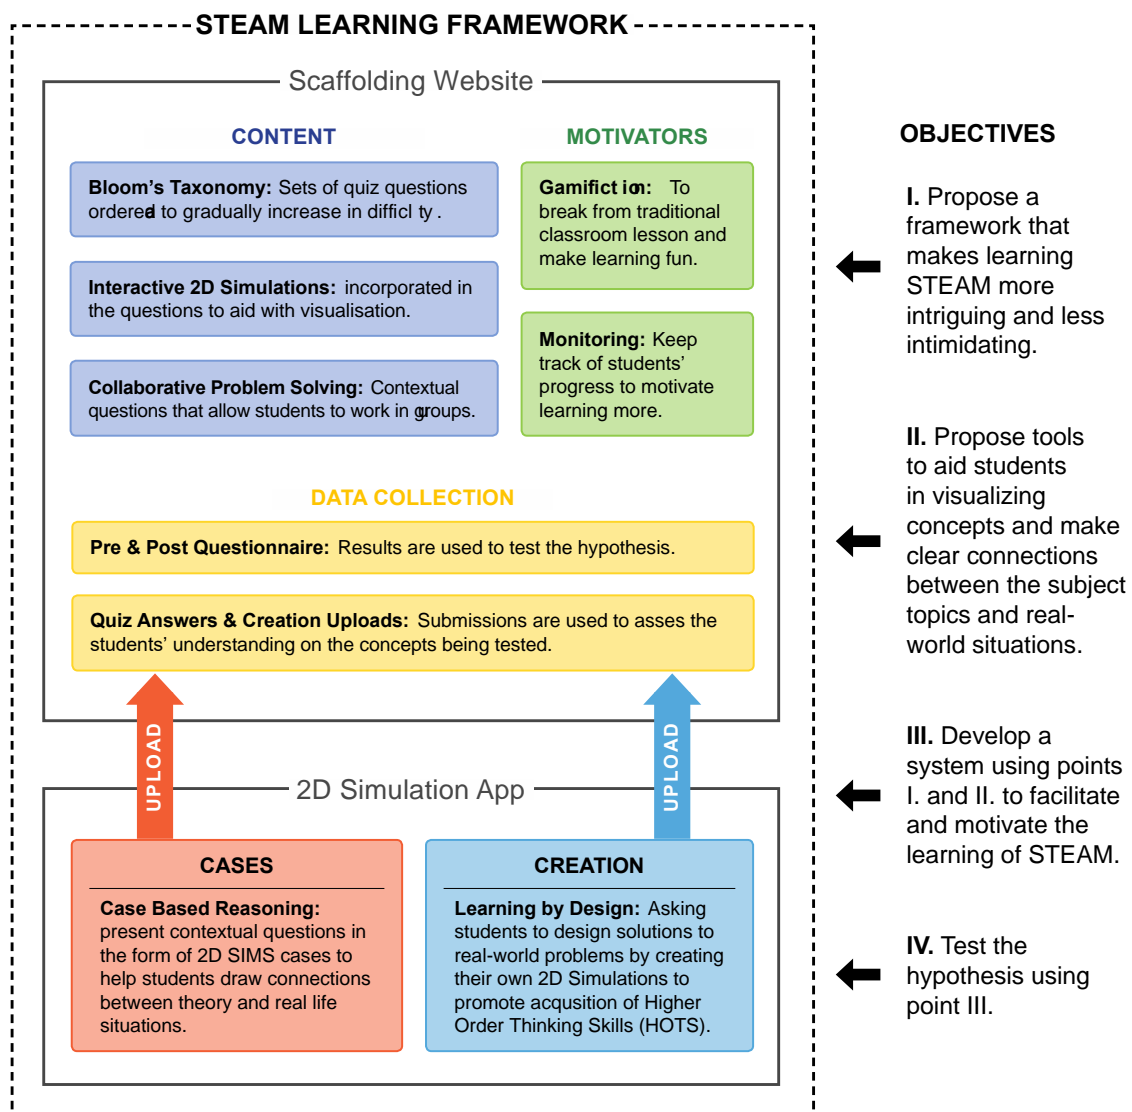 STEAM LEARNING FRAMEWORK
Scaffolding Website
CONTENT
Bloom’s Taxonomy: Sets of quiz questions
ordered to gradually increase in difficl ty .
Interactive 2D Simulations: incorporated in
the questions to aid with visualisation.
Collaborative Problem Solving: Contextual
questions that allow students to work in groups.
MOTIVATORS
Gamifict ion: To
break from traditional
classroom lesson and
make learning fun.
Monitoring: Keep
track of students’
progress to motivate
learning more.
DATA COLLECTION
Pre & Post Questionnaire: Results are used to test the hypothesis.
Quiz Answers & Creation Uploads: Submissions are used to asses the
students’ understanding on the concepts being tested.
UPLOAD
UPLOAD
2D Simulation App
CASES
Case Based Reasoning:
present contextual questions in
the form of 2D SIMS cases to
help students draw connections
between theory and real life
situations.
CREATION
Learning by Design: Asking
students to design solutions to
real-world problems by creating
their own 2D Simulations to
promote acqusition of Higher
Order Thinking Skills (HOTS).
OBJECTIVES
I. Propose a
framework that
makes learning
STEAM more
intriguing and less
intimidating.
II. Propose tools
to aid students
in visualizing
concepts and make
clear connections
between the subject
topics and real-
world situations.
III. Develop a
system using points
I. and II. to facilitate
and motivate the
learning of STEAM.
IV. Test the
hypothesis using
point III.